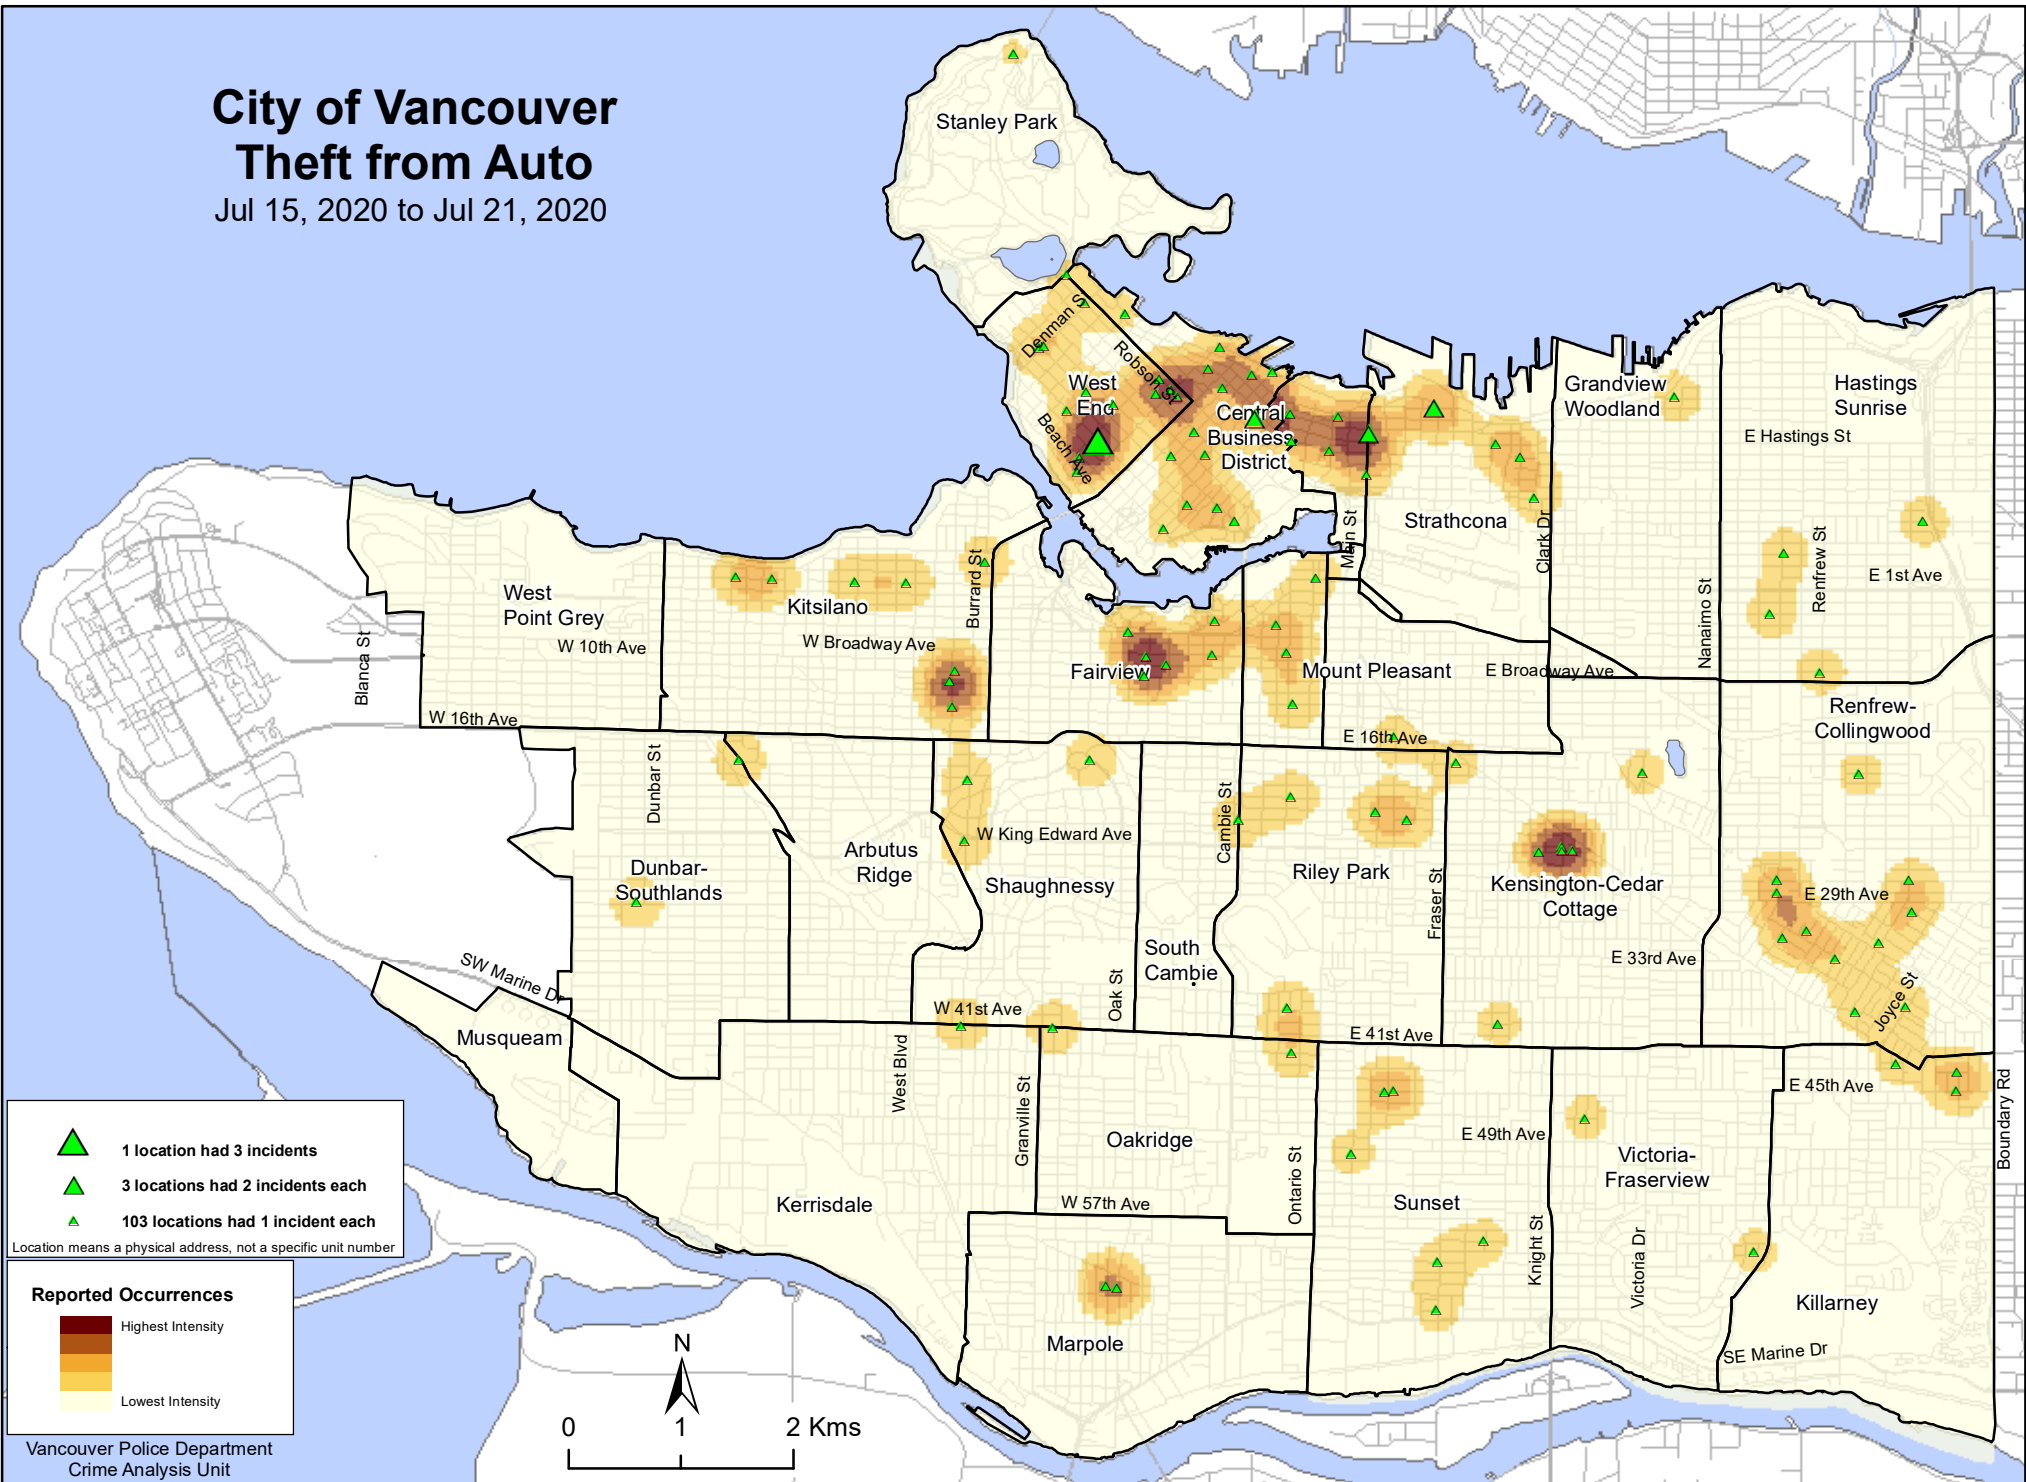 City of Vancouver
Theft from Auto
Jul 15, 2020 to Jul 21, 2020
Stanley Park
Denman S
Robson St
West
End
Beach Ave
Central
Business
District
Grandview
Woodland
Hastings
Sunrise
E Hastings St
Strathcona
Main St
Clark Dr
Nanaimo St
Renfrew St
E 1st Ave
West
Point Grey
Kitsilano
Burrard St
W 10th Ave
W Broadway Ave
Blanca St
Fairview
Mount Pleasant
E Broadway Ave
W 16th Ave
E 16th Ave
Renfrew-
Collingwood
Dunbar St
Cambie St
W King Edward Ave
Arbutus
Ridge
Dunbar-
Southlands
Shaughnessy
Riley Park
Fraser St
Kensington-Cedar
Cottage
E 29th Ave
South
Cambie
E 33rd Ave
SW Marine Dr
Oak St
W 41st Ave
E 41st Ave
Joyce St
Musqueam
West Blvd
Granville St
E 45th Ave
Boundary Rd
Oakridge
E 49th Ave
Victoria-
Fraserview
Ontario St
W 57th Ave
Kerrisdale
Sunset
Knight St
Victoria Dr
Killarney
Marpole
SE Marine Dr
1 location had 3 incidents
3 locations had 2 incidents each
103 locations had 1 incident each
Location means a physical address, not a specific unit number
Reported Occurrences
Highest Intensity
Lowest Intensity
Vancouver Police Department
Crime Analysis Unit
N
0 1 2 Kms